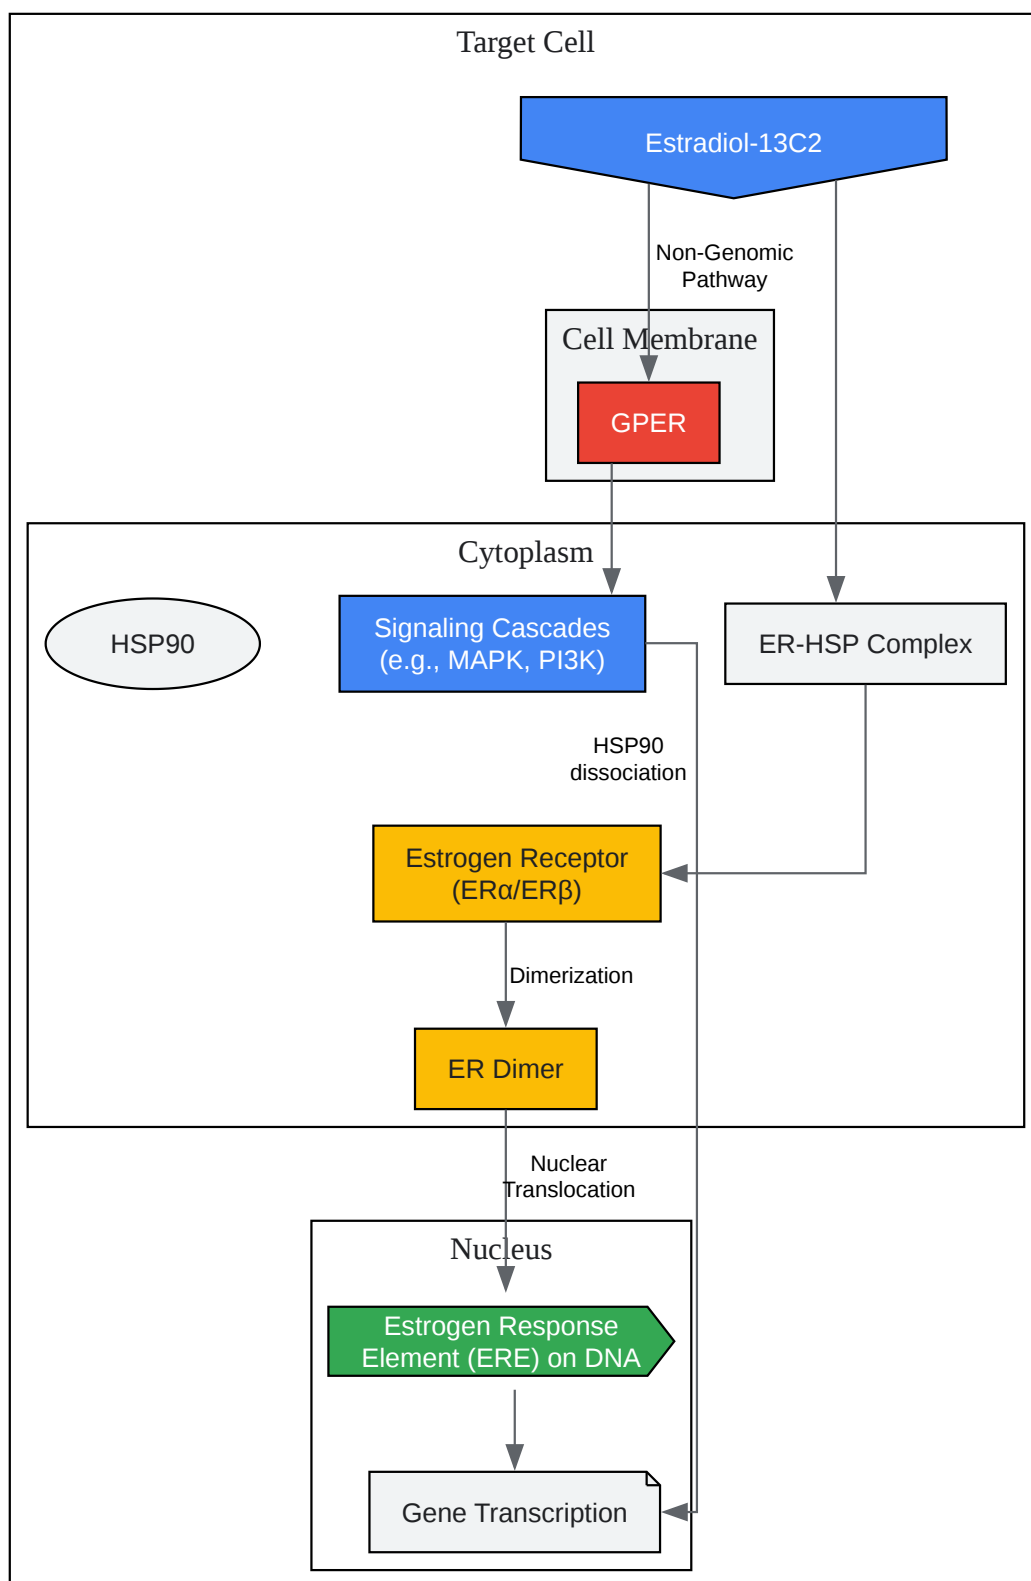 Target Cell
Estradiol-13C2
Non-Genomic
Pathway
Cell Membrane
GPER
Cytoplasm
HSP90
Signaling Cascades
(e.g., MAPK, PI3K)
ER-HSP Complex
HSP90
dissociation
Estrogen Receptor
(ERα/ERβ)
Dimerization
ER Dimer
Nuclear
Translocation
Nucleus
Estrogen Response
Element (ERE) on DNA
Gene Transcription